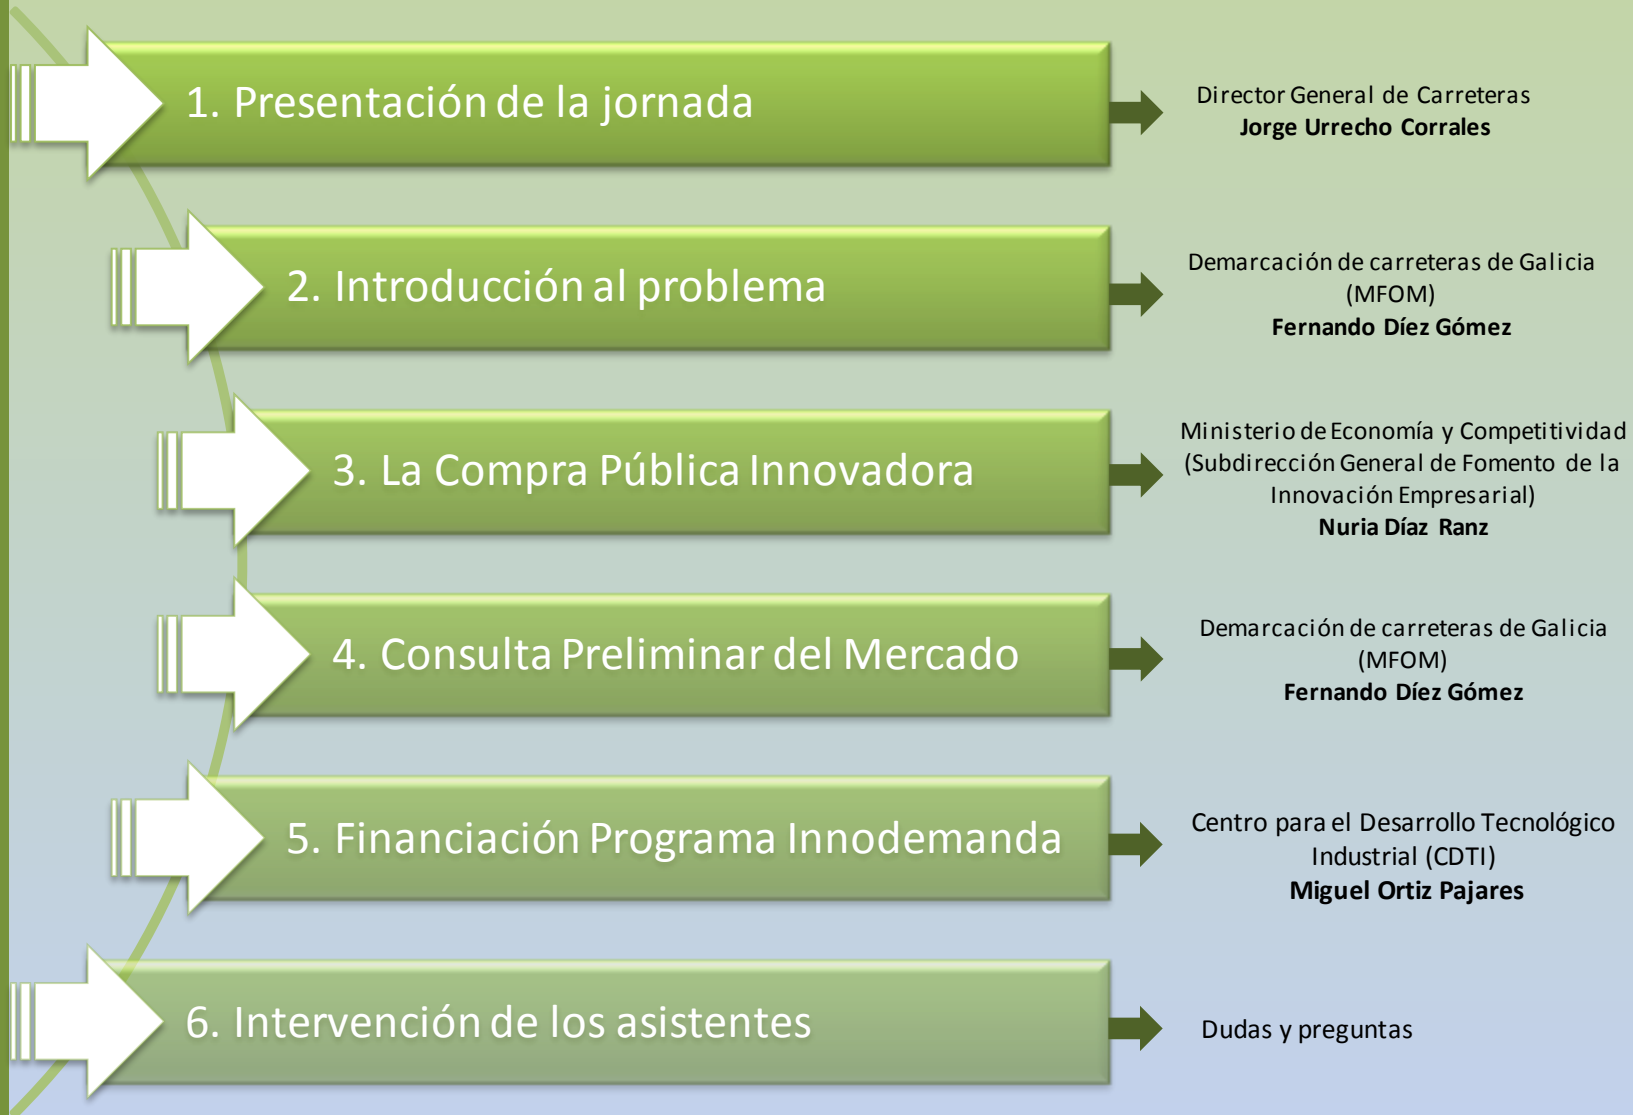 1. Presentación de la jornada
Director General de Carreteras
Jorge Urrecho Corrales
2. Introducción al problema
Demarcación de carreteras de Galicia
(MFOM)
Fernando Díez Gómez
3. La Compra Pública Innovadora
Ministerio de Economía y Competitividad
(Subdirección General de Fomento de la
Innovación Empresarial)
Nuria Díaz Ranz
4. Consulta Preliminar del Mercado
Demarcación de carreteras de Galicia
(MFOM)
Fernando Díez Gómez
5. Financiación Programa Innodemanda
Centro para el Desarrollo Tecnológico
Industrial (CDTI)
Miguel Ortiz Pajares
6. Intervención de los asistentes
Dudas y preguntas